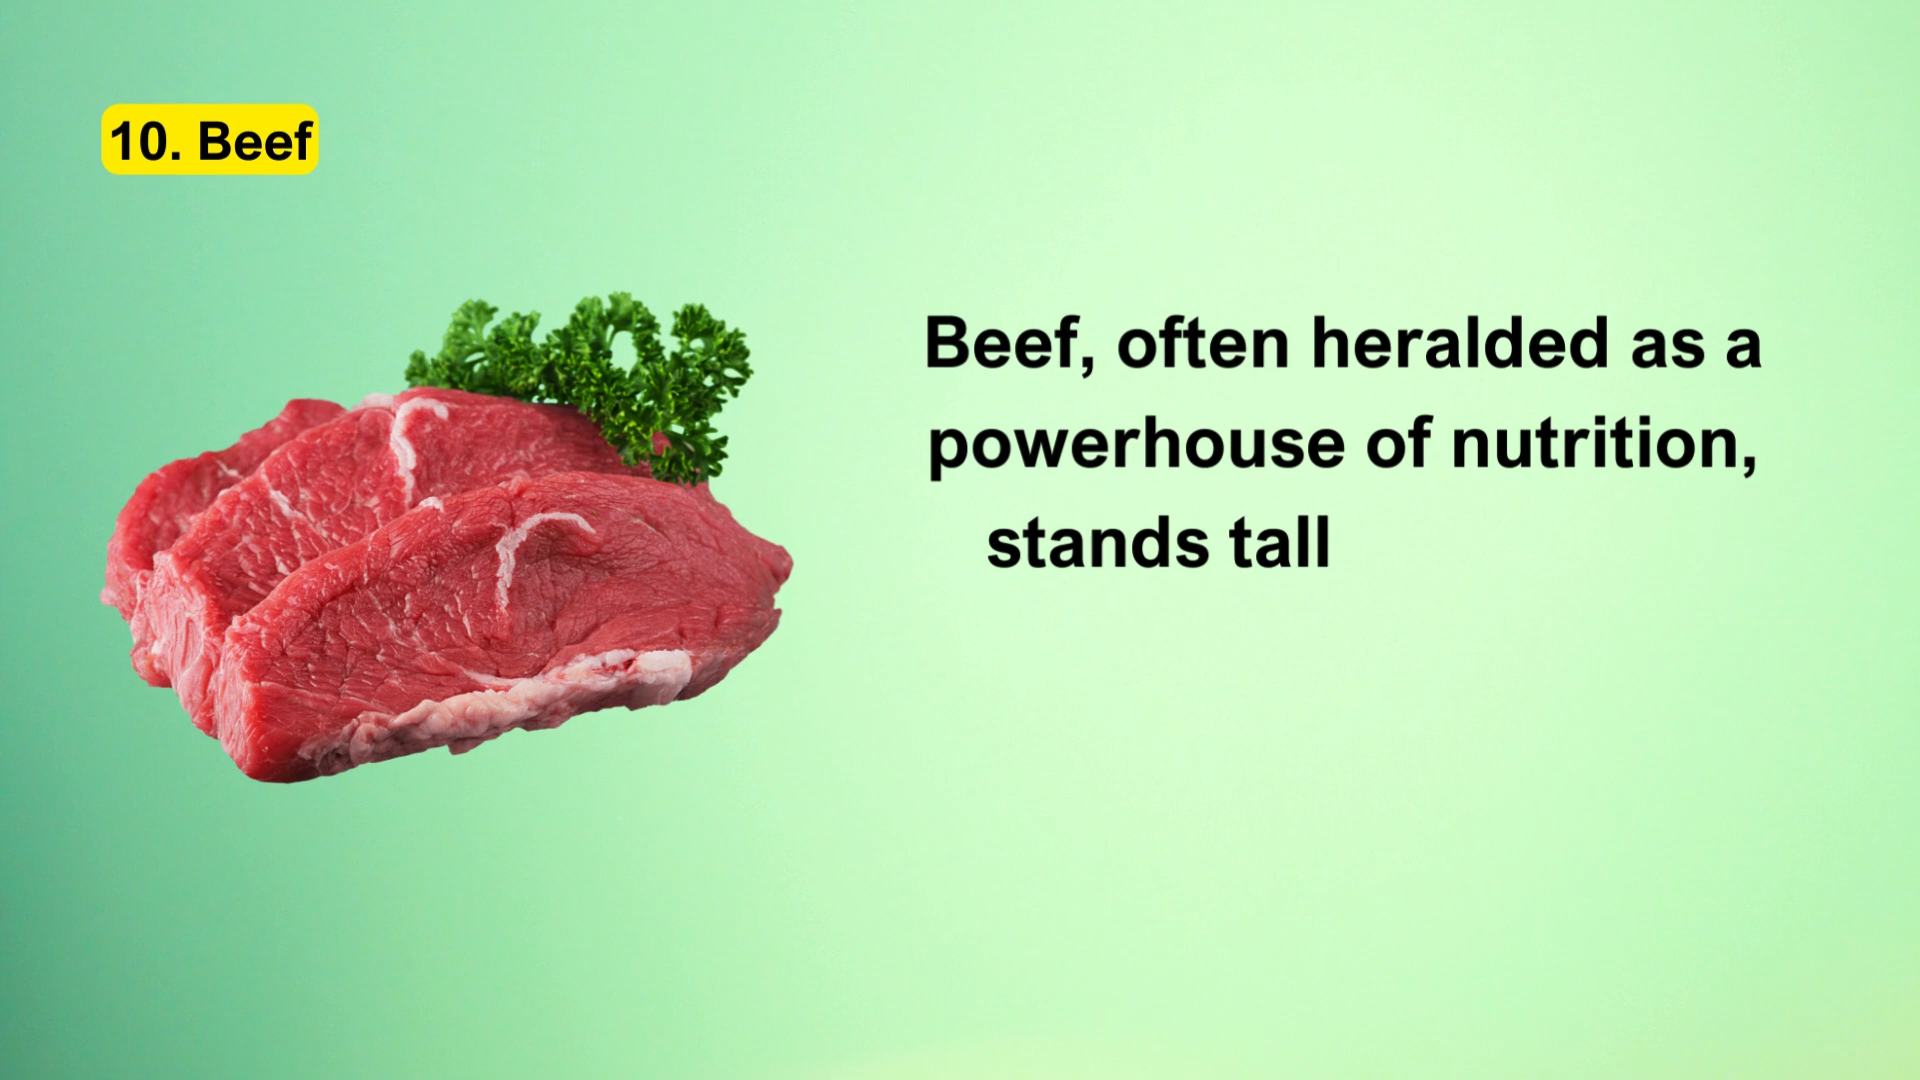 10. Beef
Beef, often heralded as a
powerhouse of nutrition,
stands tall